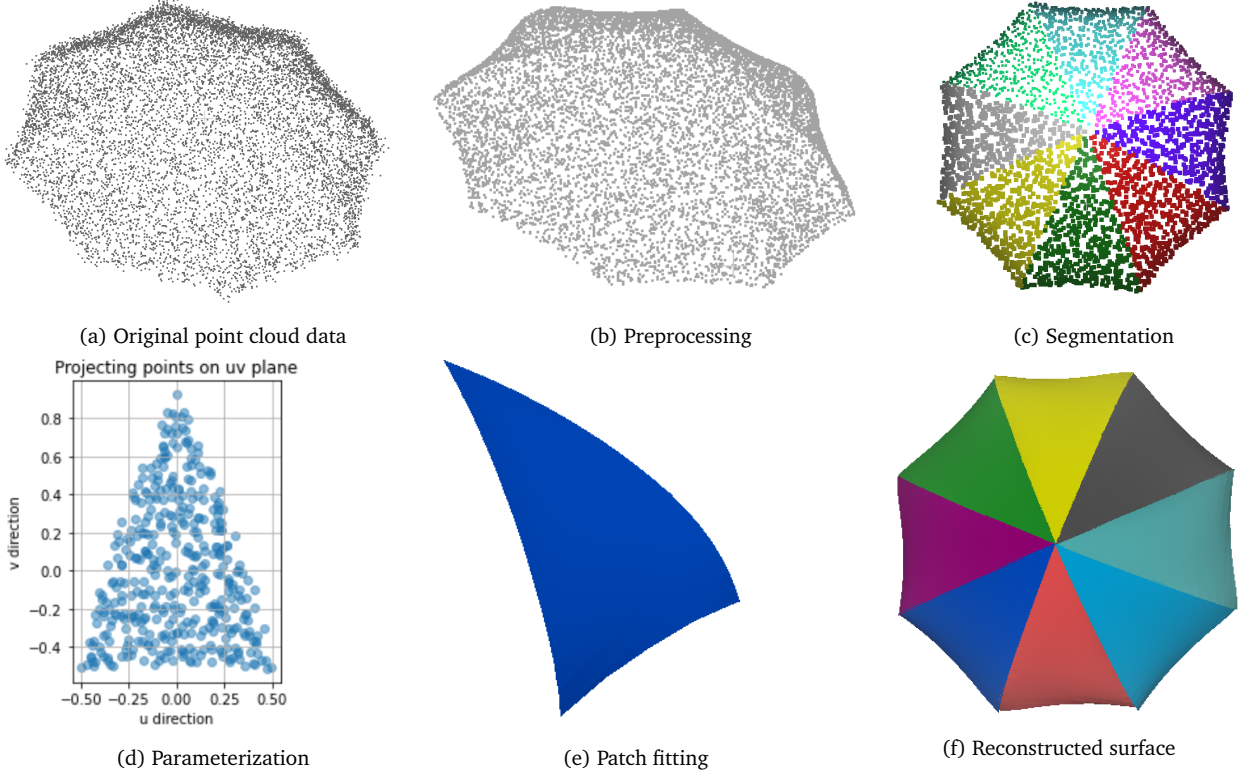 (a) Original point cloud data
(b) Preprocessing
(c) Segmentation
Projecting points on uv plane
0.8
0.6
0.4
0.2
0.0
−0.2
−0.4
v direction
−0.50 −0.25 0.00 0.25 0.50
u direction
(d) Parameterization
(e) Patch fitting
(f) Reconstructed surface